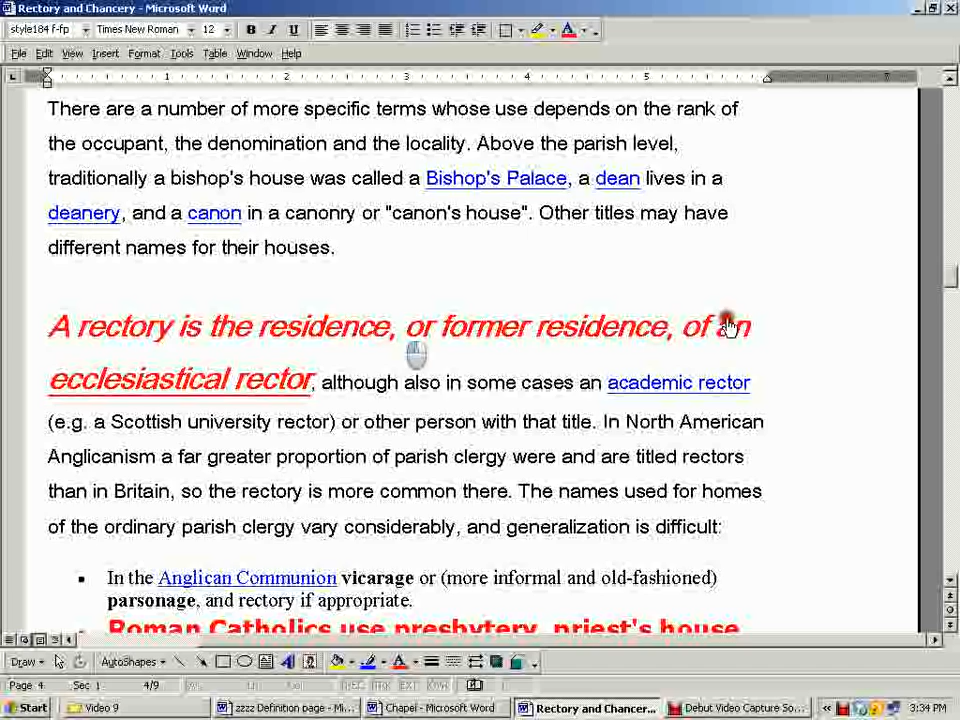 Rectory and Chancery - Microsoft Word
style184 f-fp Times New Roman 12 B I U A
File Edit View Insert Format Tools Table Window Help
1 2 3 4 5 7
There are a number of more specific terms whose use depends on the rank of
the occupant, the denomination and the locality. Above the parish level,
traditionally a bishop's house was called a Bishop's Palace, a dean lives in a
deanery, and a canon in a canonry or "canon's house". Other titles may have
different names for their houses.
A rectory is the residence, or former residence, of an
ecclesiastical rector, although also in some cases an academic rector
(e.g. a Scottish university rector) or other person with that title. In North American
Anglicanism a far greater proportion of parish clergy were and are titled rectors
than in Britain, so the rectory is more common there. The names used for homes
of the ordinary parish clergy vary considerably, and generalization is difficult:
• In the Anglican Communion vicarage or (more informal and old-fashioned)
parsonage, and rectory if appropriate.
• Roman Catholics use presbytery, priest's house
Draw AutoShapes A A
Page 4 Sec 1 4/9 REC TRK EXT OVR
Start Video 9 zzzz Definition page - Mi... Chapel - Microsoft Word Rectory and Chancer... Debut Video Capture So... « 3:34 PM